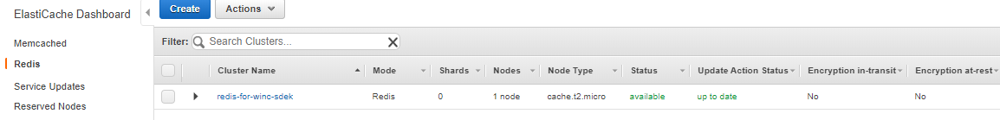 ElastiCache Dashboard
Memcached
Redis
Service Updates
Reserved Nodes
Create Actions
Filter: Search Clusters...
Cluster Name Mode Shards Nodes Node Type Status Update Action Status Encryption in-transit Encryption at-rest
redis-for-winc-sdek Redis 0 1 node cache.t2.micro available up to date No No